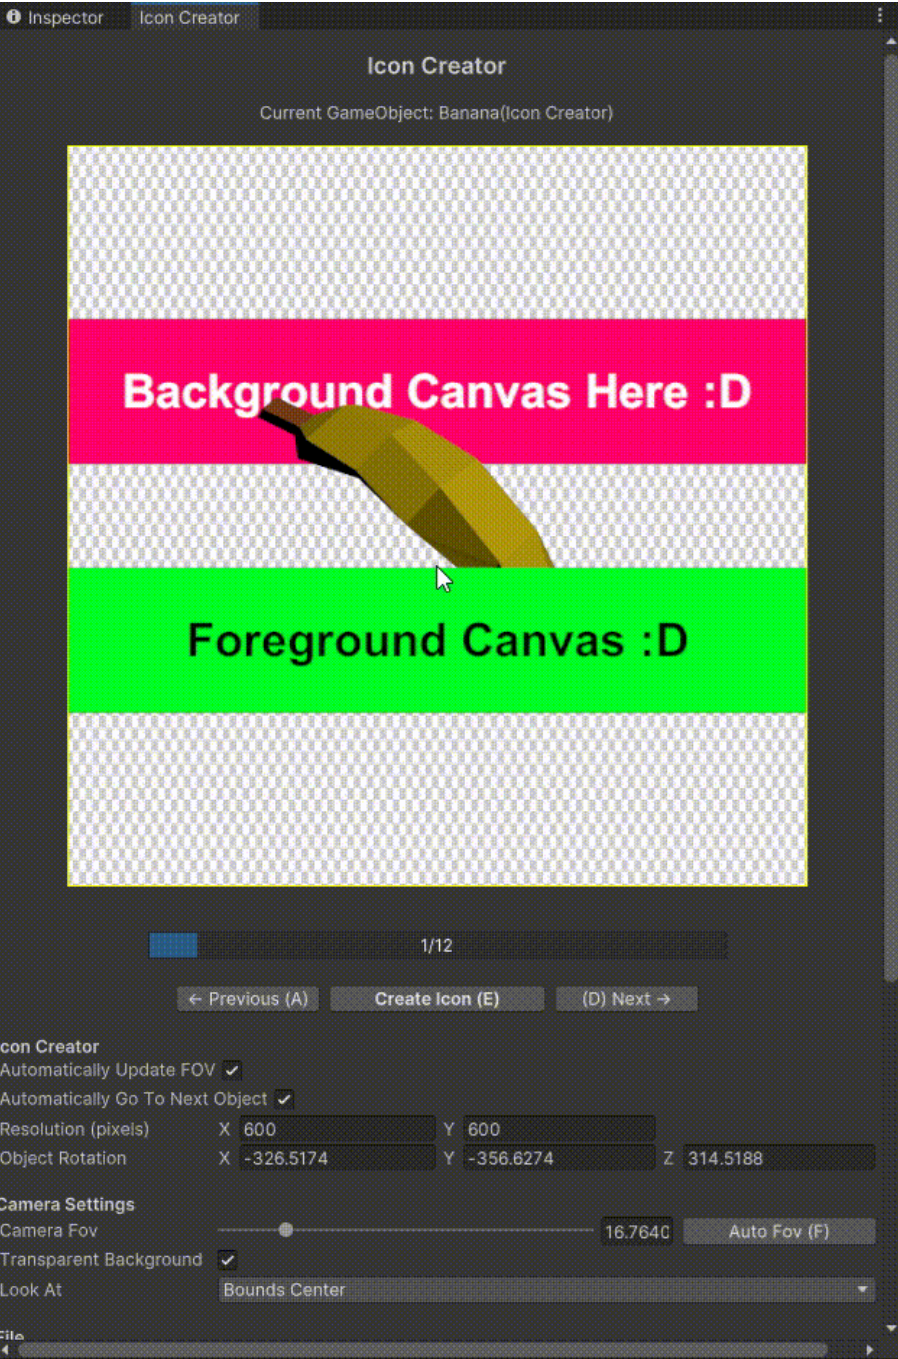 Inspector
Icon Creator
Icon Creator
Current GameObject: Banana(Icon Creator)
Background Canvas Here :D
Foreground Canvas :D
1/12
← Previous (A)
Create Icon (E)
(D) Next →
con Creator
Automatically Update FOV
Automatically Go To Next Object
Resolution (pixels) X 600 Y 600
Object Rotation X -326.5174 Y -356.6274 Z 314.5188
Camera Settings
Camera Fov 16.7640 Auto Fov (F)
Transparent Background
Look At Bounds Center
File